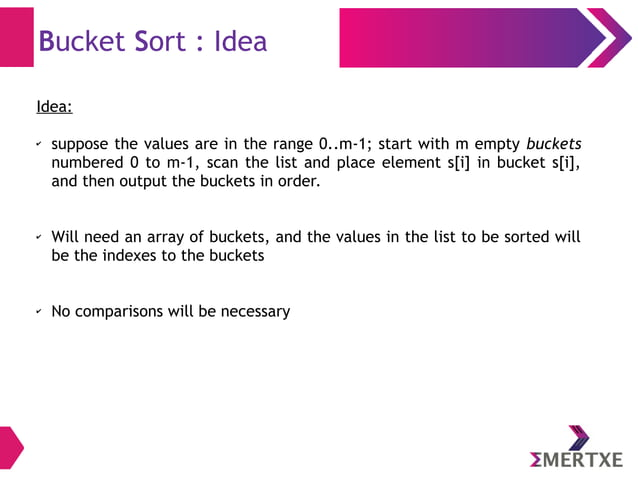 Bucket Sort : Idea
Idea:
✔ suppose the values are in the range 0..m-1; start with m empty buckets
numbered 0 to m-1, scan the list and place element s[i] in bucket s[i],
and then output the buckets in order.
✔ Will need an array of buckets, and the values in the list to be sorted will
be the indexes to the buckets
✔ No comparisons will be necessary
EMERTXE